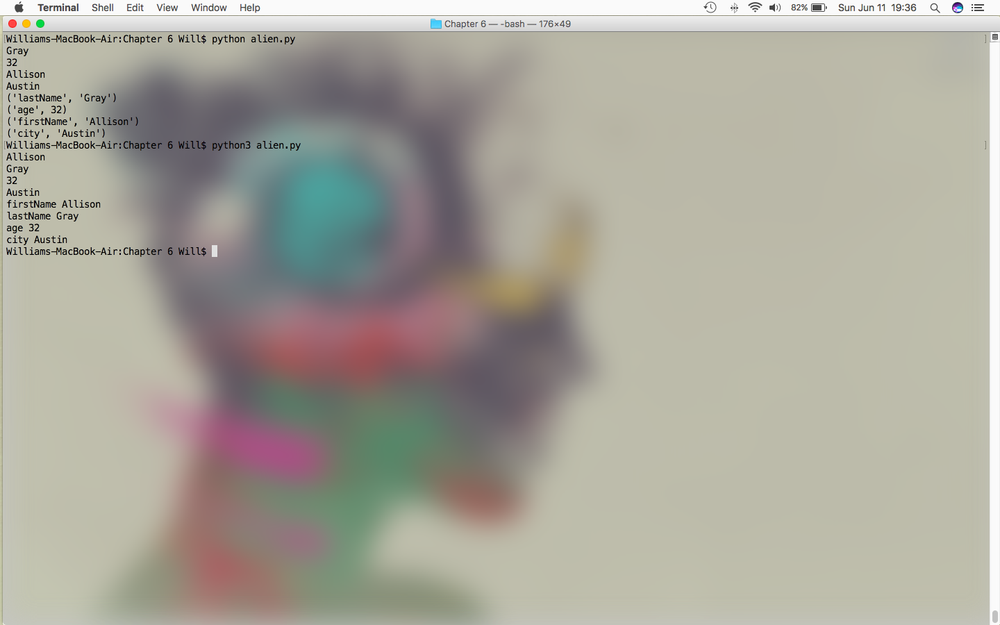 Terminal Shell Edit View Window Help 82% Sun Jun 11 19:36
Chapter 6 — -bash — 176×49
[Williams-MacBook-Air:Chapter 6 Will$ python alien.py ]
Gray
32
Allison
Austin
('lastName', 'Gray')
('age', 32)
('firstName', 'Allison')
('city', 'Austin')
[Williams-MacBook-Air:Chapter 6 Will$ python3 alien.py ]
Allison
Gray
32
Austin
firstName Allison
lastName Gray
age 32
city Austin
Williams-MacBook-Air:Chapter 6 Will$